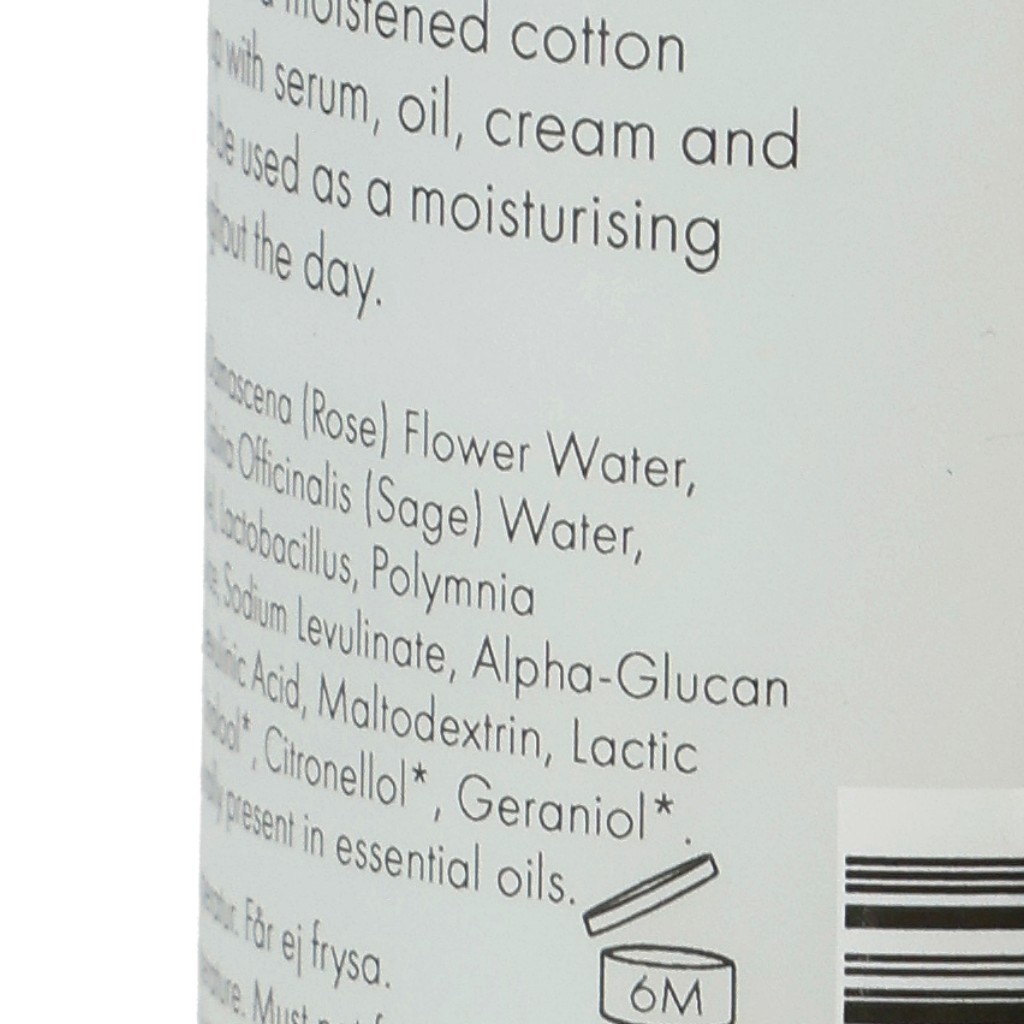 moistened cotton
with serum, oil, cream and
be used as a moisturising
the day.
(Rose) Flower Water,
Officinalis (Sage) Water,
Lactobacillus, Polymnia
Sodium Levulinate, Alpha-Glucan
Acid, Maltodextrin, Lactic
Citronellol*, Geraniol*.
present in essential oils.
Får ej frysa.
6M
Must